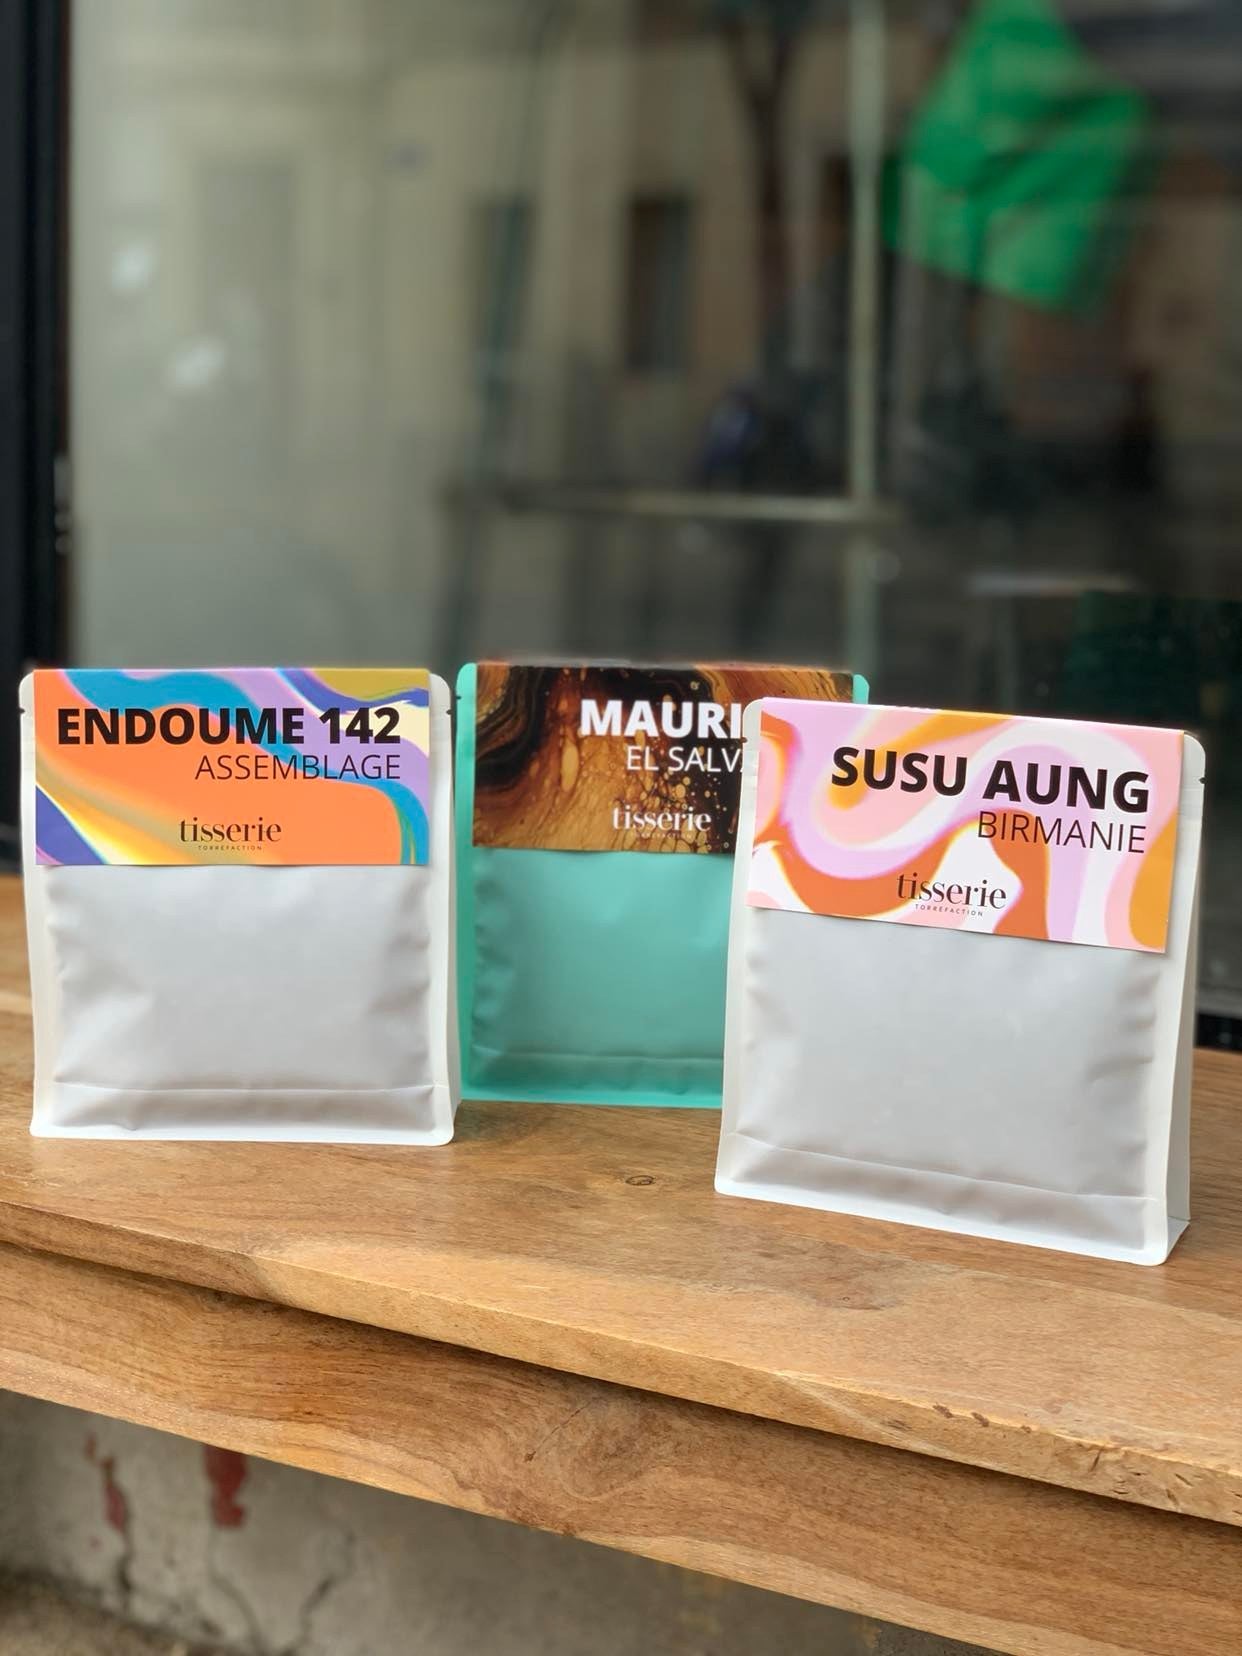 ENDOUME 142
ASSEMBLAGE
tisserie
TORREFACTION
MAURI
EL SALV
tisserie
SUSU AUNG
BIRMANIE
tisserie
TORREFACTION